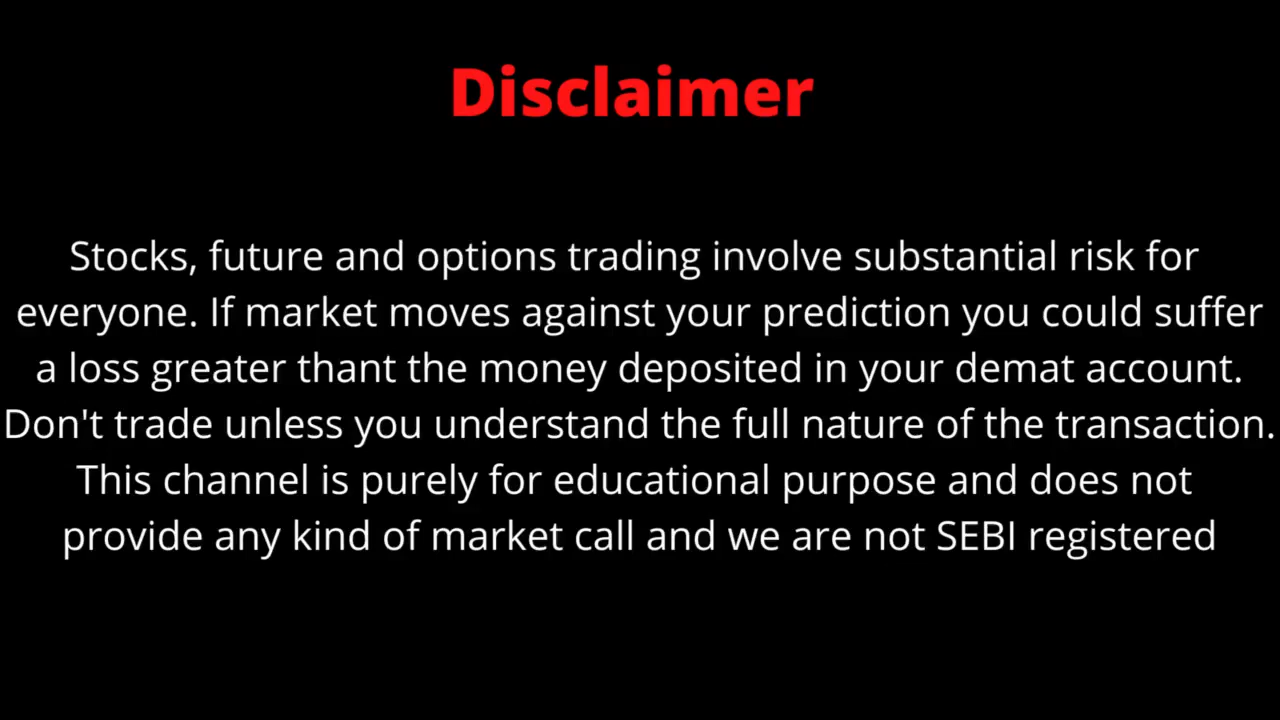 Disclaimer
Stocks, future and options trading involve substantial risk for
everyone. If market moves against your prediction you could suffer
a loss greater thant the money deposited in your demat account.
Don't trade unless you understand the full nature of the transaction.
This channel is purely for educational purpose and does not
provide any kind of market call and we are not SEBI registered